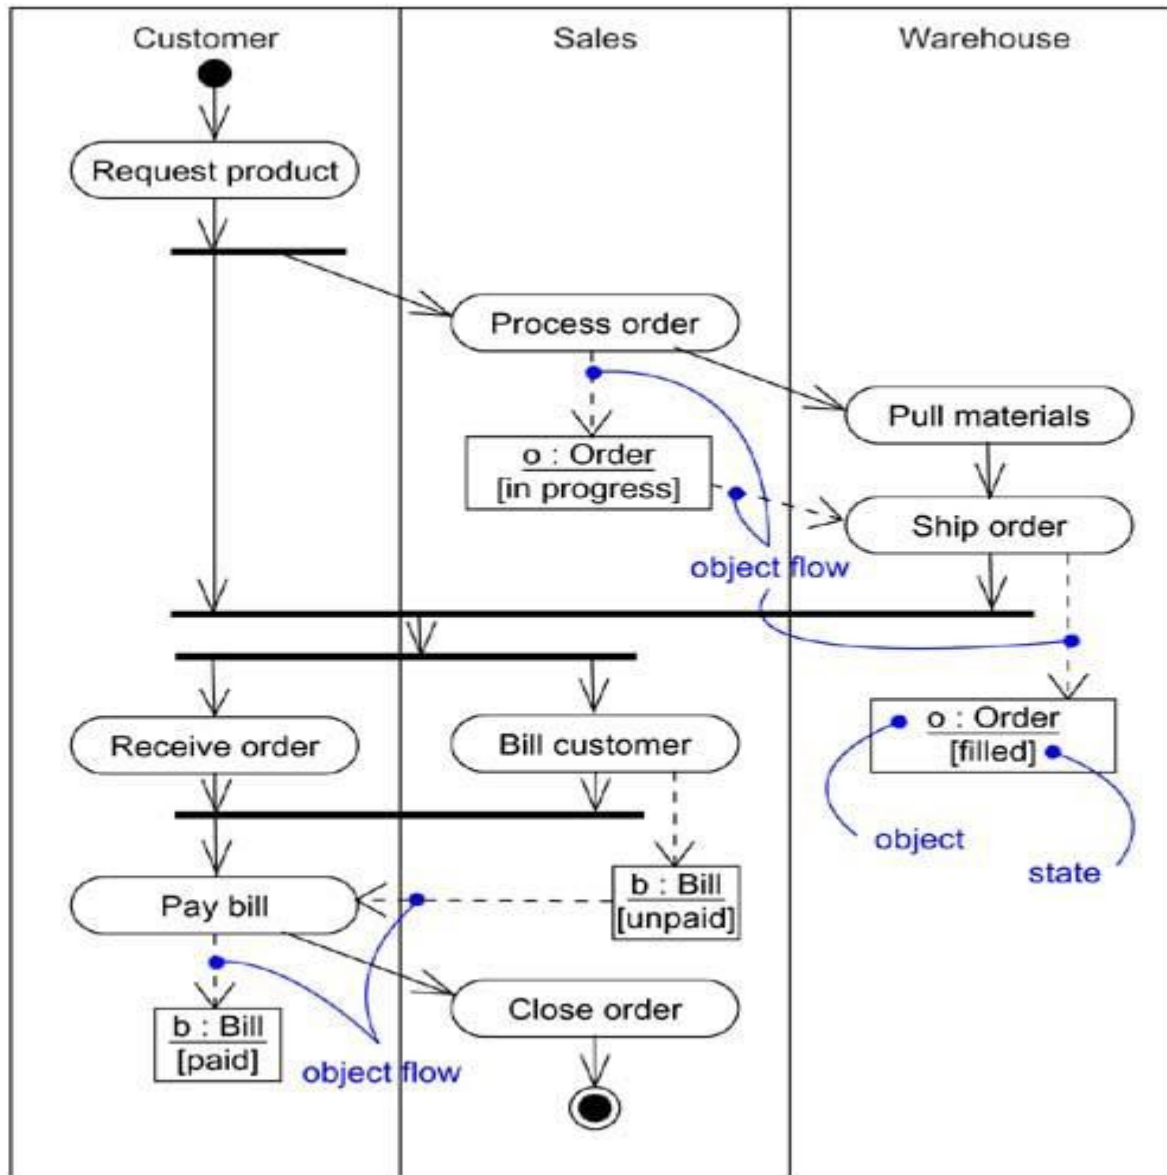 Customer
Sales
Warehouse
Request product
Process order
Pull materials
o : Order
[in progress]
Ship order
object flow
o : Order
[filled]
Receive order
Bill customer
object
state
b : Bill
[unpaid]
Pay bill
Close order
b : Bill
[paid]
object flow